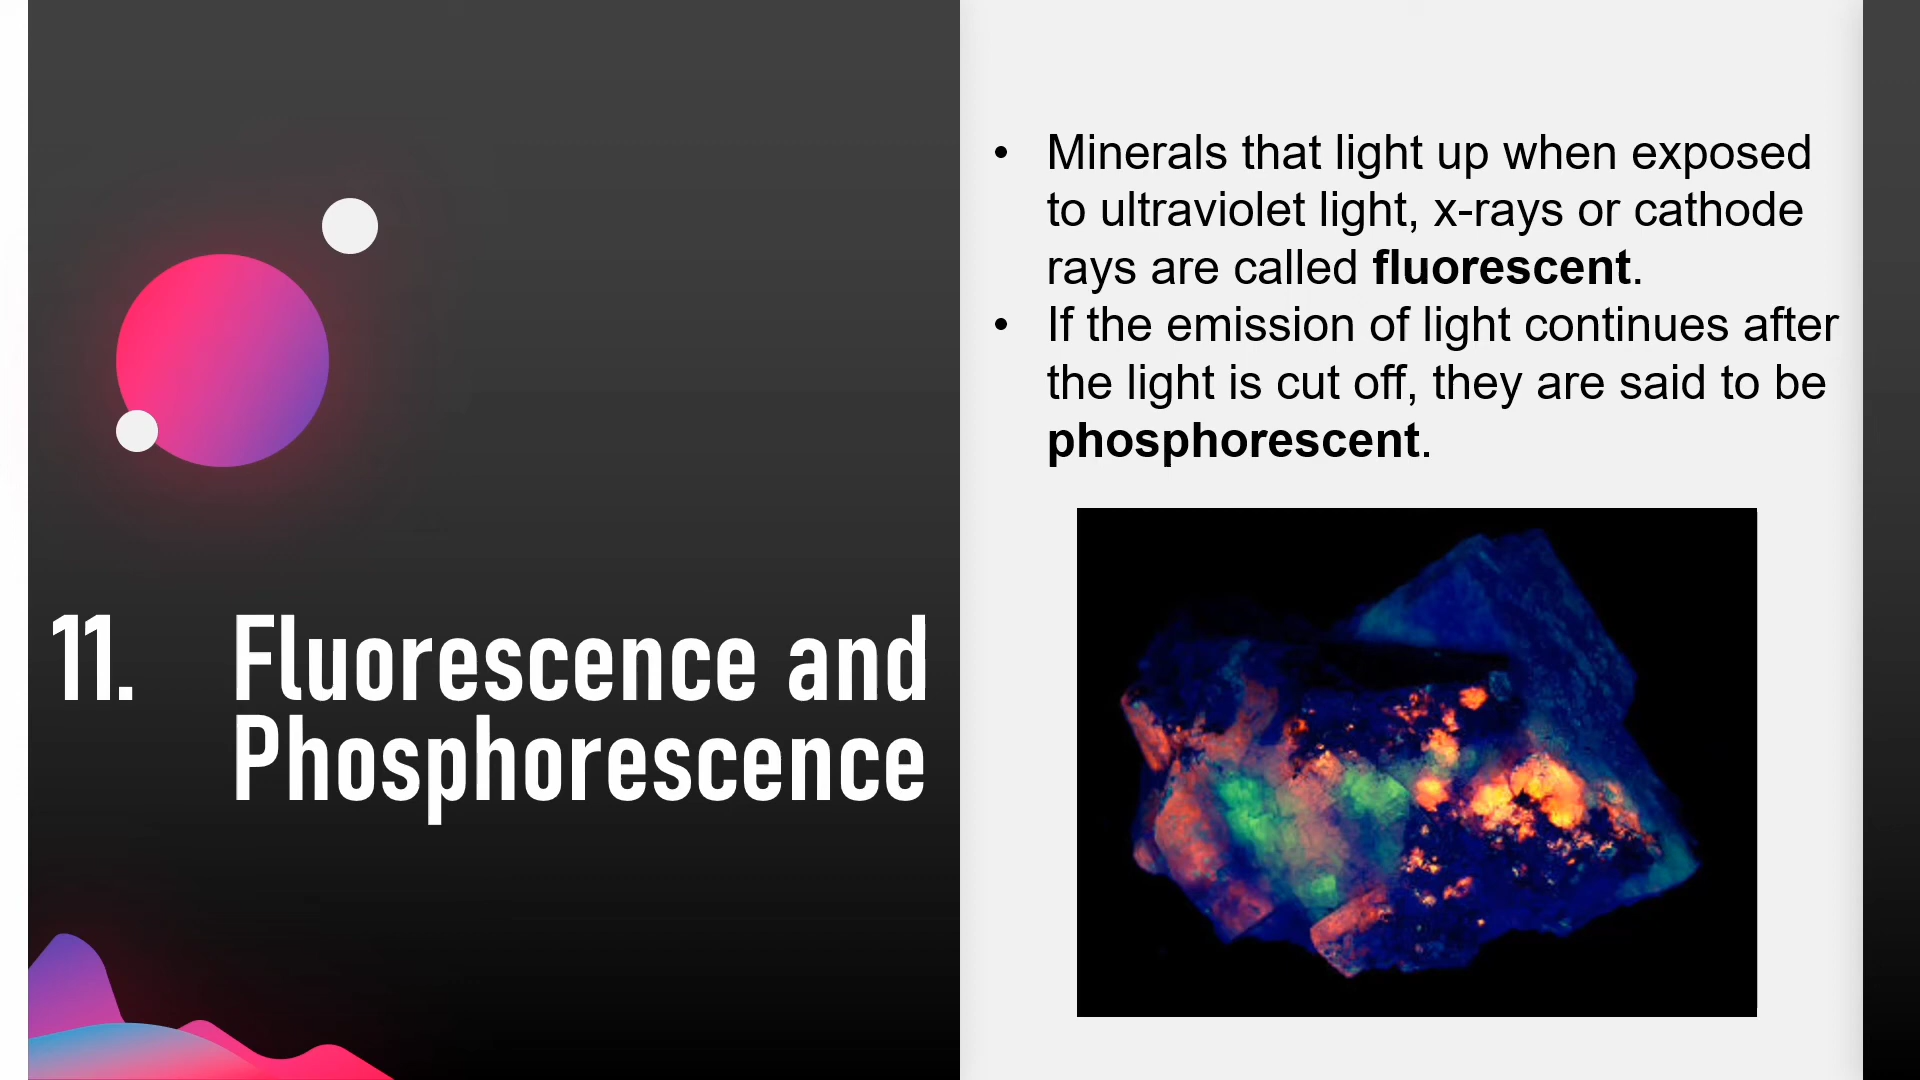 11. Fluorescence and
Phosphorescence
• Minerals that light up when exposed
to ultraviolet light, x-rays or cathode
rays are called fluorescent.
• If the emission of light continues after
the light is cut off, they are said to be
phosphorescent.